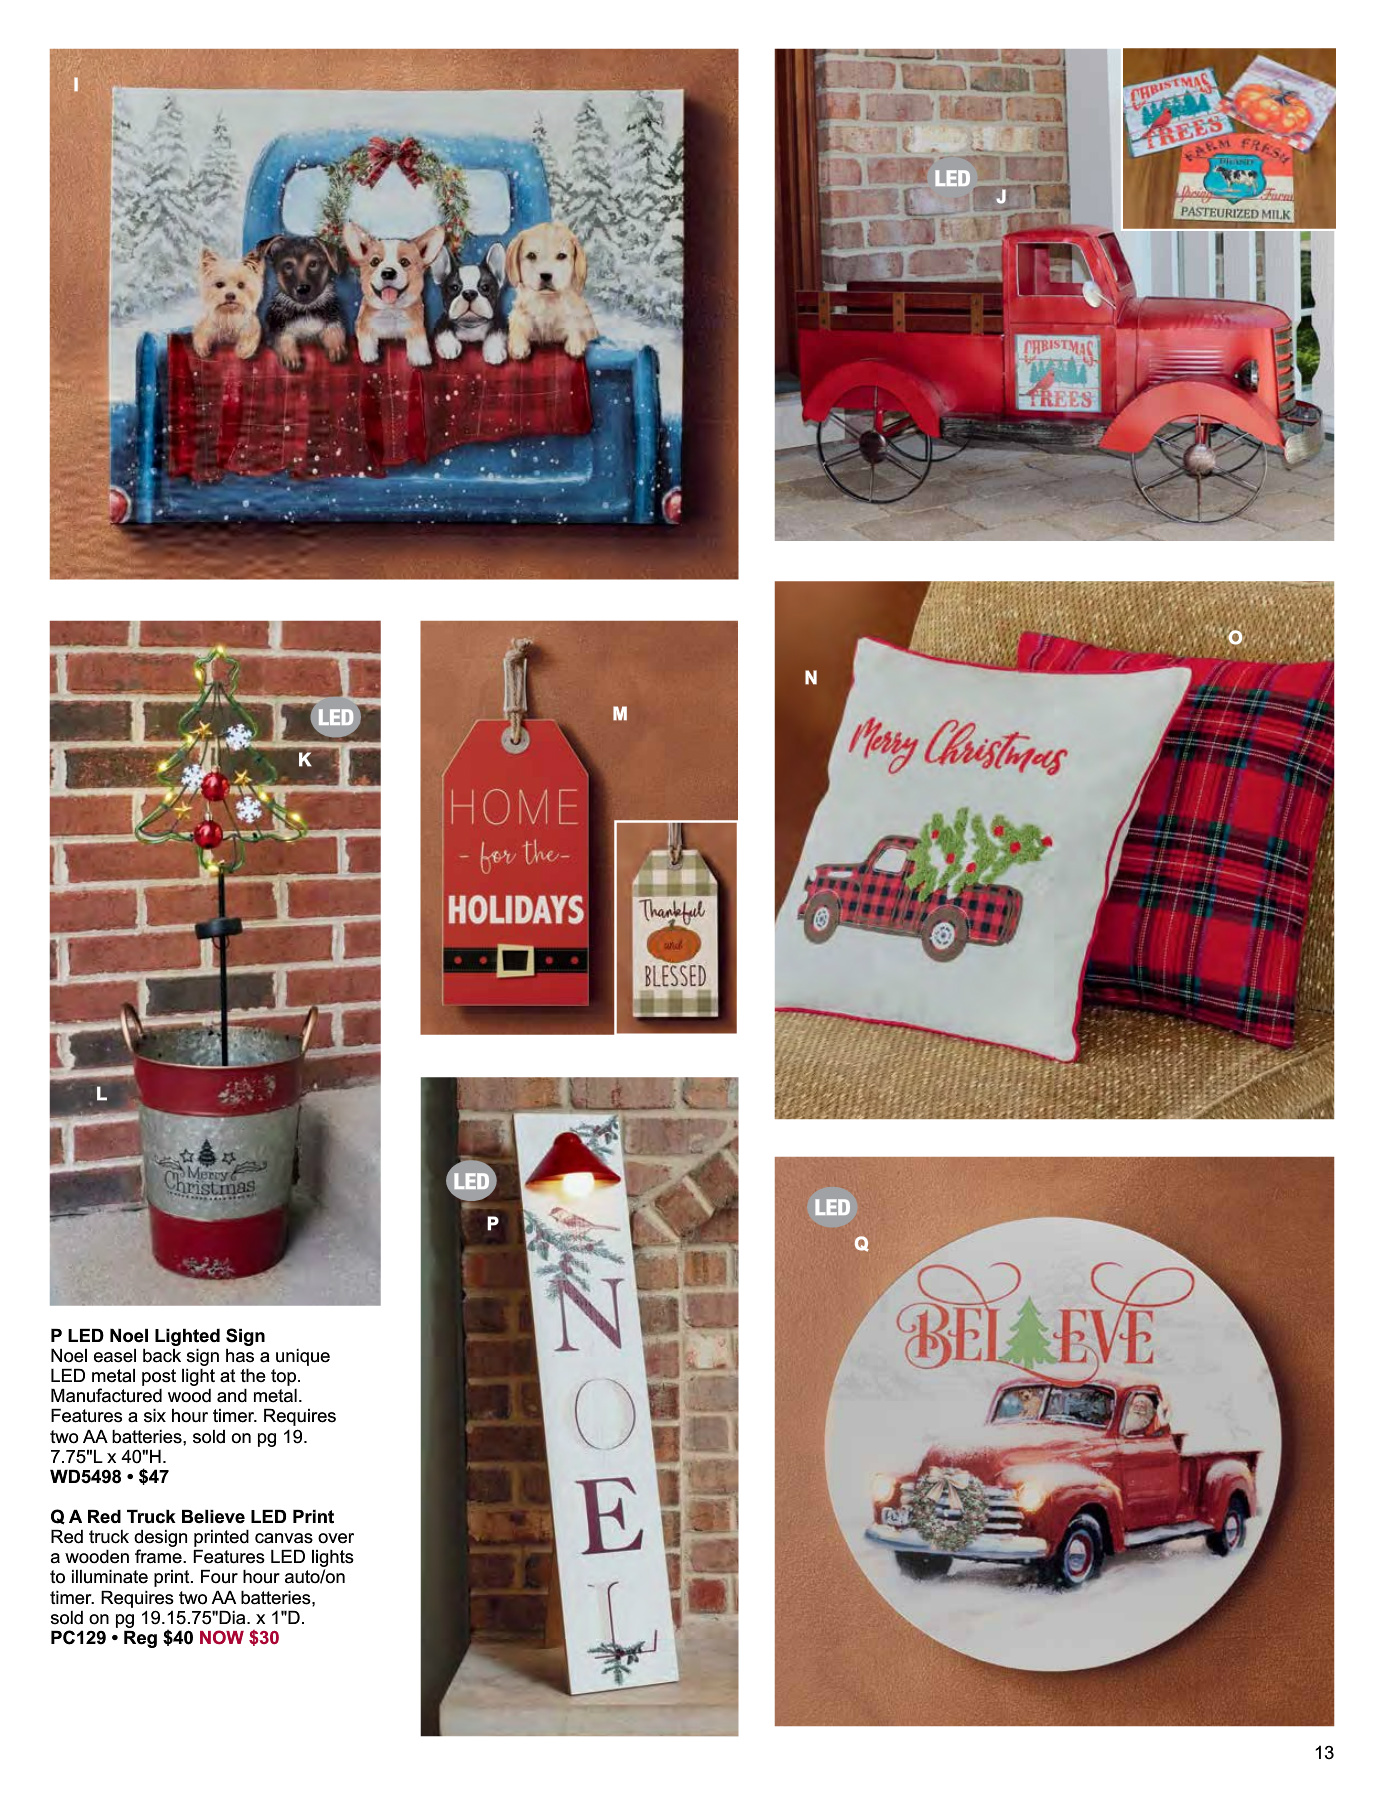 I
LED
J
CHRISTMAS
TREES
FARM FRESH
BRAND
Spring Farm
PASTEURIZED MILK
CHRISTMAS
TREES
LED
K
L
Merry
Christmas
M
HOME
- for the -
HOLIDAYS
Thankful
and
BLESSED
N
O
Merry Christmas
LED
P
NOEL
LED
Q
BELIEVE
P LED Noel Lighted Sign
Noel easel back sign has a unique
LED metal post light at the top.
Manufactured wood and metal.
Features a six hour timer. Requires
two AA batteries, sold on pg 19.
7.75"L x 40"H.
WD5498 • $47
Q A Red Truck Believe LED Print
Red truck design printed canvas over
a wooden frame. Features LED lights
to illuminate print. Four hour auto/on
timer. Requires two AA batteries,
sold on pg 19.15.75"Dia. x 1"D.
PC129 • Reg $40 NOW $30
13